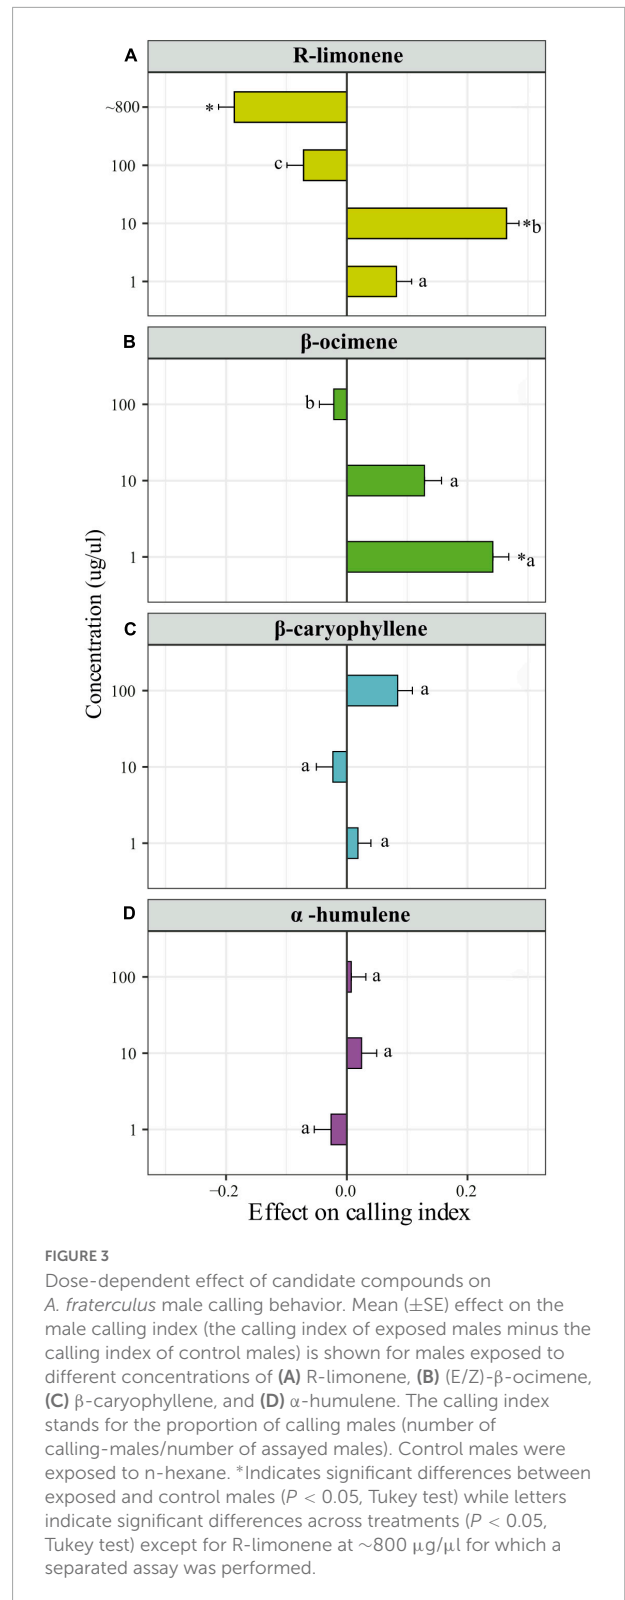 A
R-limonene
~800
*
100
c
10
*b
1
a
B
β-ocimene
100
b
10
a
1
*a
Concentration (ug/ul)
C
β-caryophyllene
100
a
10
a
1
a
D
α -humulene
100
a
10
a
1
a
−0.2
0.0
0.2
Effect on calling index
FIGURE 3
Dose-dependent effect of candidate compounds on
A. fraterculus male calling behavior. Mean (±SE) effect on the
male calling index (the calling index of exposed males minus the
calling index of control males) is shown for males exposed to
different concentrations of (A) R-limonene, (B) (E/Z)-β-ocimene,
(C) β-caryophyllene, and (D) α-humulene. The calling index
stands for the proportion of calling males (number of
calling-males/number of assayed males). Control males were
exposed to n-hexane. *Indicates significant differences between
exposed and control males (P < 0.05, Tukey test) while letters
indicate significant differences across treatments (P < 0.05,
Tukey test) except for R-limonene at ~800 μg/μl for which a
separated assay was performed.